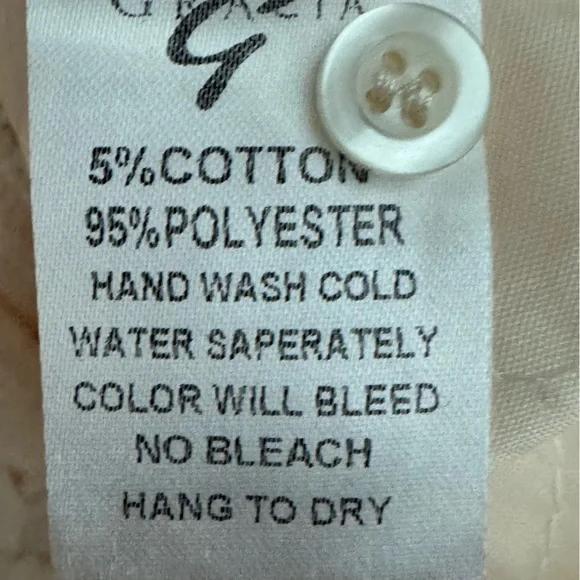 5%COTTON
95%POLYESTER
HAND WASH COLD
WATER SAPERATELY
COLOR WILL BLEED
NO BLEACH
HANG TO DRY